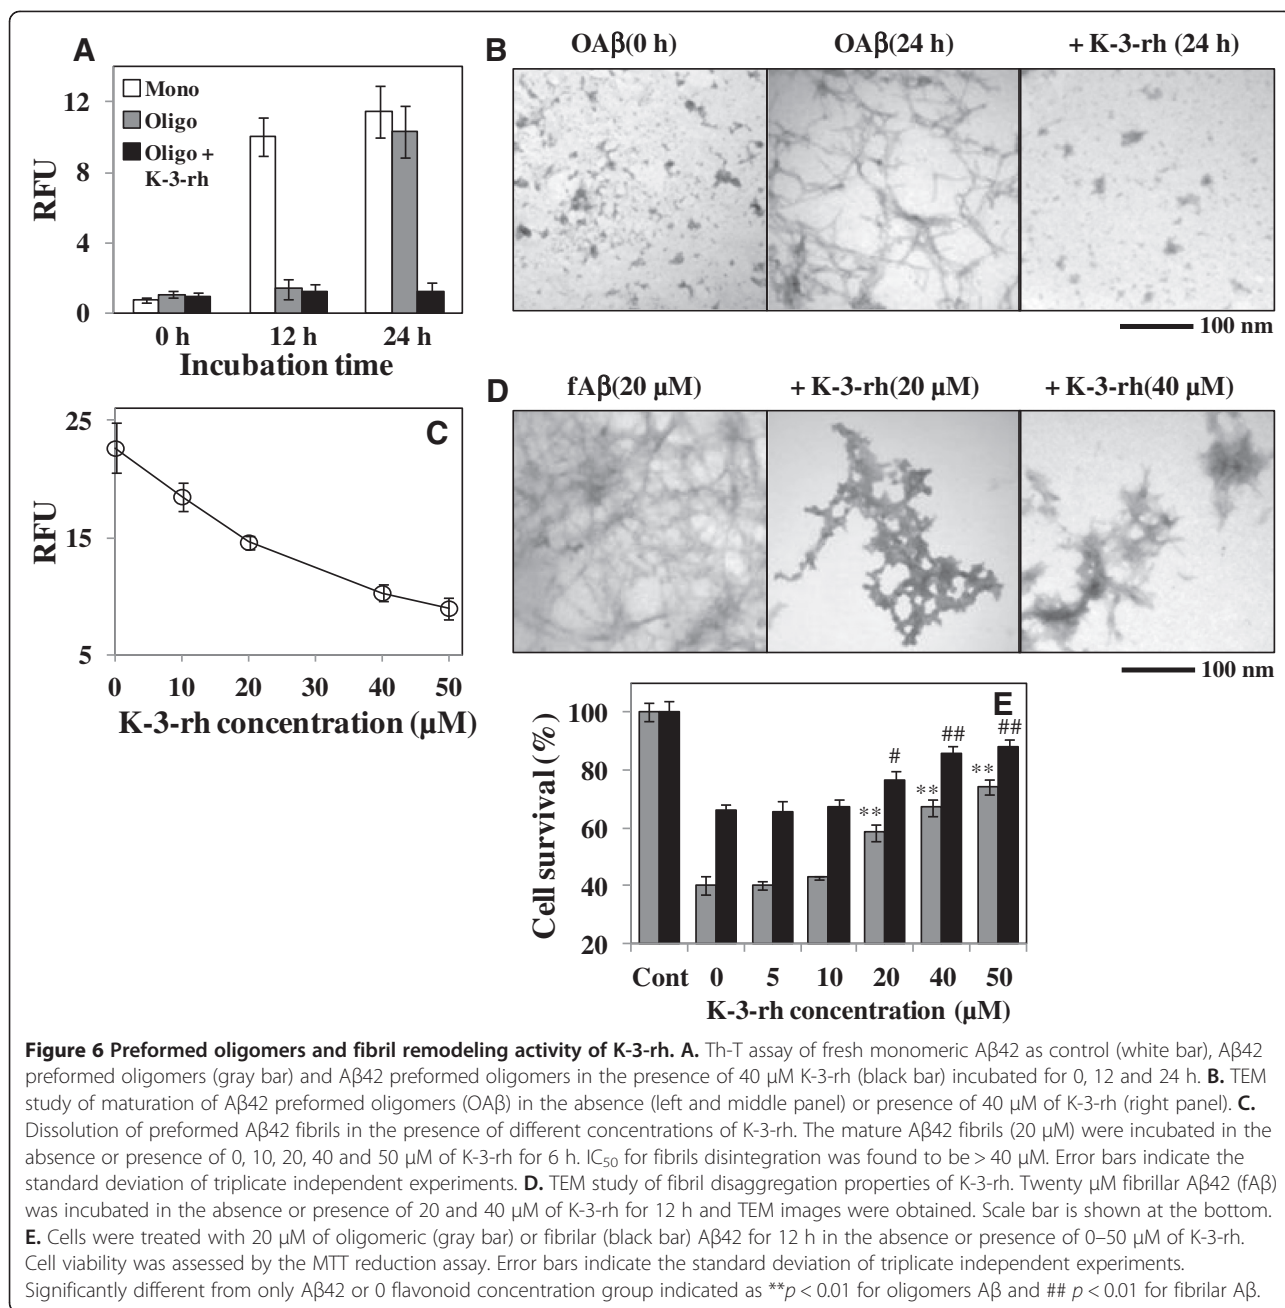 A
12
8
4
0
RFU
Mono
Oligo
Oligo +
K-3-rh
0 h 12 h 24 h
Incubation time
B
OAβ(0 h) OAβ(24 h) + K-3-rh (24 h)
100 nm
C
25
15
5
RFU
0 10 20 30 40 50
K-3-rh concentration (µM)
D
fAβ(20 µM) + K-3-rh(20 µM) + K-3-rh(40 µM)
100 nm
E
100
80
60
40
20
Cell survival (%)
** # ** ## ** ##
Cont 0 5 10 20 40 50
K-3-rh concentration (µM)
Figure 6 Preformed oligomers and fibril remodeling activity of K-3-rh. A. Th-T assay of fresh monomeric Aβ42 as control (white bar), Aβ42
preformed oligomers (gray bar) and Aβ42 preformed oligomers in the presence of 40 µM K-3-rh (black bar) incubated for 0, 12 and 24 h. B. TEM
study of maturation of Aβ42 preformed oligomers (OAβ) in the absence (left and middle panel) or presence of 40 µM of K-3-rh (right panel). C.
Dissolution of preformed Aβ42 fibrils in the presence of different concentrations of K-3-rh. The mature Aβ42 fibrils (20 µM) were incubated in the
absence or presence of 0, 10, 20, 40 and 50 µM of K-3-rh for 6 h. IC50 for fibrils disintegration was found to be > 40 µM. Error bars indicate the
standard deviation of triplicate independent experiments. D. TEM study of fibril disaggregation properties of K-3-rh. Twenty µM fibrillar Aβ42 (fAβ)
was incubated in the absence or presence of 20 and 40 µM of K-3-rh for 12 h and TEM images were obtained. Scale bar is shown at the bottom.
E. Cells were treated with 20 µM of oligomeric (gray bar) or fibrilar (black bar) Aβ42 for 12 h in the absence or presence of 0–50 µM of K-3-rh.
Cell viability was assessed by the MTT reduction assay. Error bars indicate the standard deviation of triplicate independent experiments.
Significantly different from only Aβ42 or 0 flavonoid concentration group indicated as **p < 0.01 for oligomers Aβ and ## p < 0.01 for fibrilar Aβ.